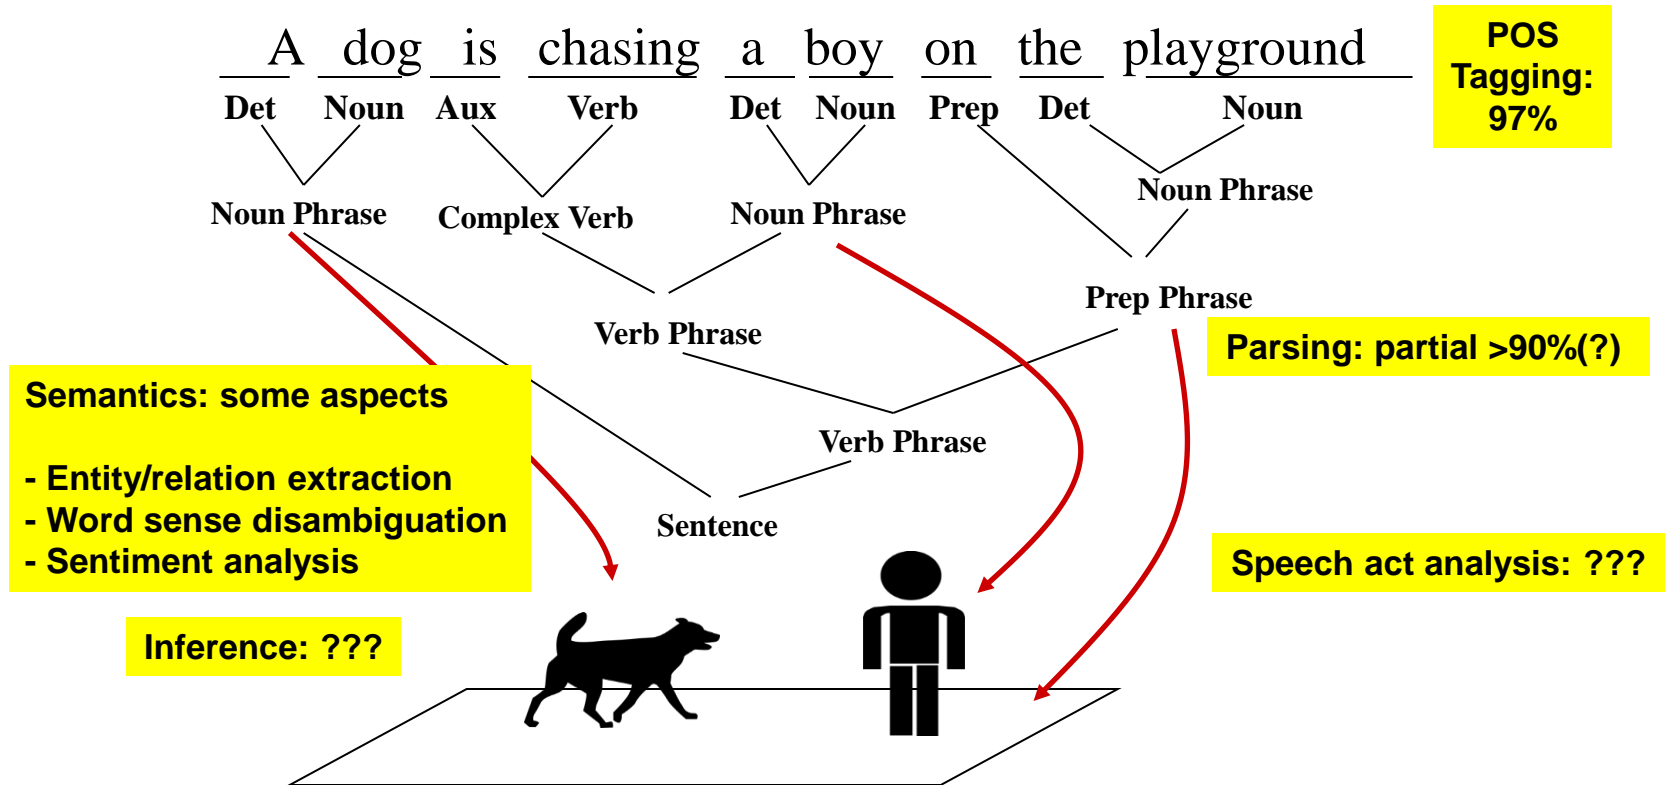 A dog is chasing a boy on the playground
POS
Tagging:
97%
Det Noun Aux Verb Det Noun Prep Det Noun
Noun Phrase
Noun Phrase Complex Verb Noun Phrase
Prep Phrase
Verb Phrase
Parsing: partial >90%(?)
Semantics: some aspects
- Entity/relation extraction
- Word sense disambiguation
- Sentiment analysis
Verb Phrase
Sentence
Speech act analysis: ???
Inference: ???